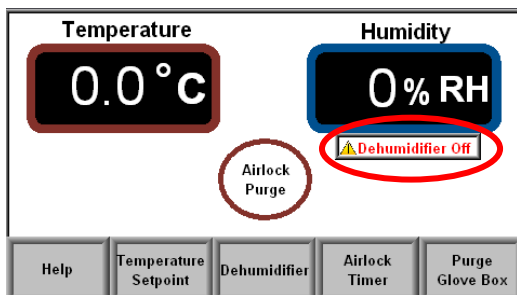 Temperature
Humidity
0.0°C
0% RH
Dehumidifier Off
Airlock
Purge
Help
Temperature
Setpoint
Dehumidifier
Airlock
Timer
Purge
Glove Box